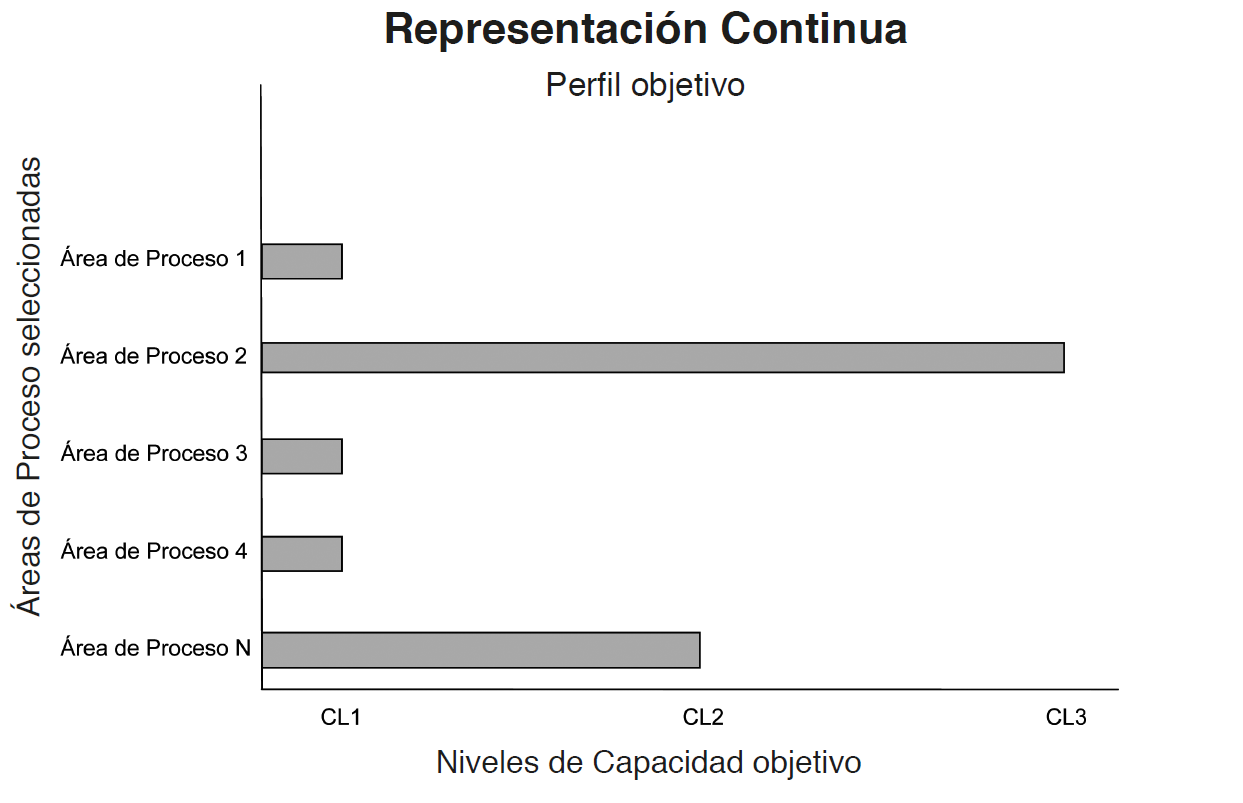 Representación Continua
Perfil objetivo
Áreas de Proceso seleccionadas
Área de Proceso 1
Área de Proceso 2
Área de Proceso 3
Área de Proceso 4
Área de Proceso N
CL1
CL2
CL3
Niveles de Capacidad objetivo